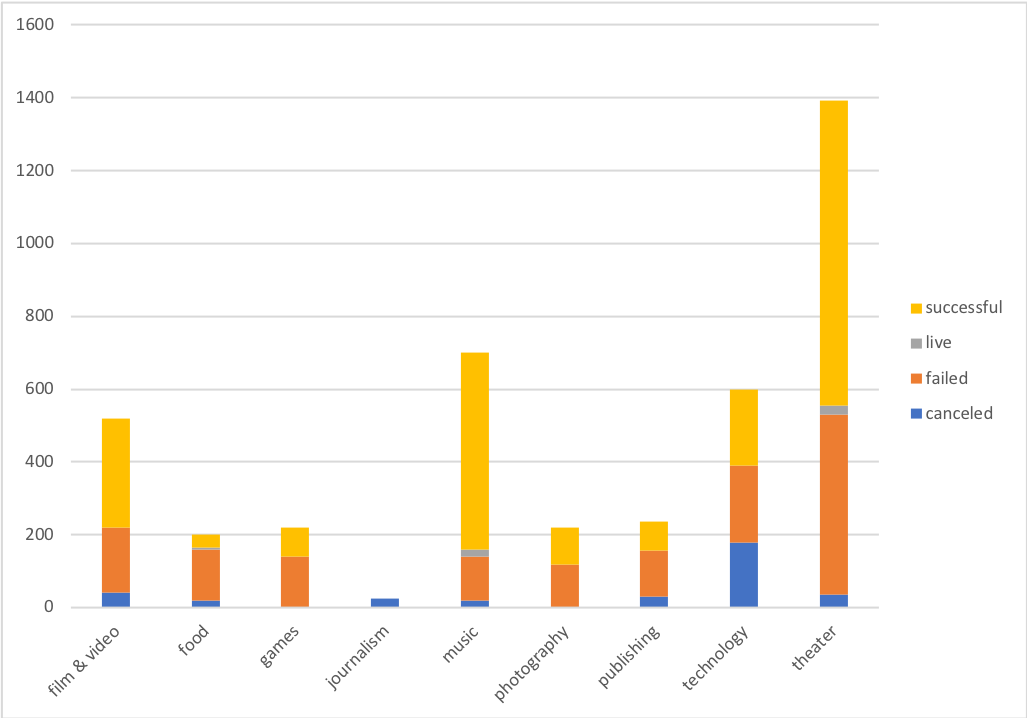 1600
1400
1200
1000
800
600
400
200
0
film & video
food
games
journalism
music
photography
publishing
technology
theater
successful
live
failed
canceled